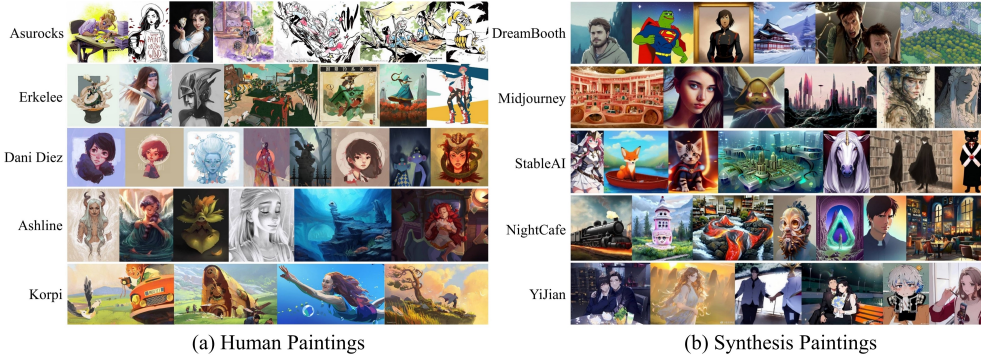 Asurocks
Erkelee
Dani Diez
Ashline
Korpi
(a) Human Paintings
DreamBooth
Midjourney
StableAI
NightCafe
YiJian
(b) Synthesis Paintings